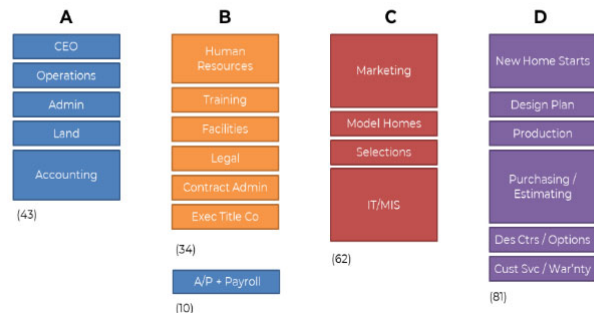 A
CEO
Operations
Admin
Land
Accounting
(43)
B
Human
Resources
Training
Facilities
Legal
Contract Admin
Exec Title Co
(34)
A/P + Payroll
(10)
C
Marketing
Model Homes
Selections
IT/MIS
(62)
D
New Home Starts
Design Plan
Production
Purchasing /
Estimating
Des Ctrs / Options
Cust Svc / War'nty
(81)